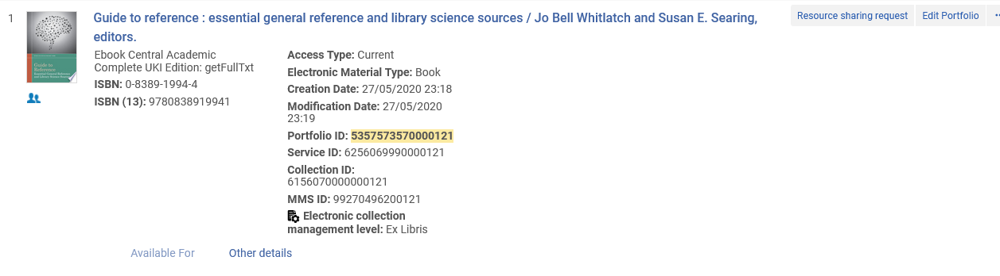 1
Guide to reference : essential general reference and library science sources / Jo Bell Whitlatch and Susan E. Searing,
editors.
Resource sharing request
Edit Portfolio
Guide to
Reference
Ebook Central Academic
Complete UKI Edition: getFullTxt
ISBN: 0-8389-1994-4
ISBN (13): 9780838919941
Access Type: Current
Electronic Material Type: Book
Creation Date: 27/05/2020 23:18
Modification Date: 27/05/2020
23:19
Portfolio ID: 5357573570000121
Service ID: 6256069990000121
Collection ID:
6156070000000121
MMS ID: 99270496200121
Electronic collection
management level: Ex Libris
Available For
Other details